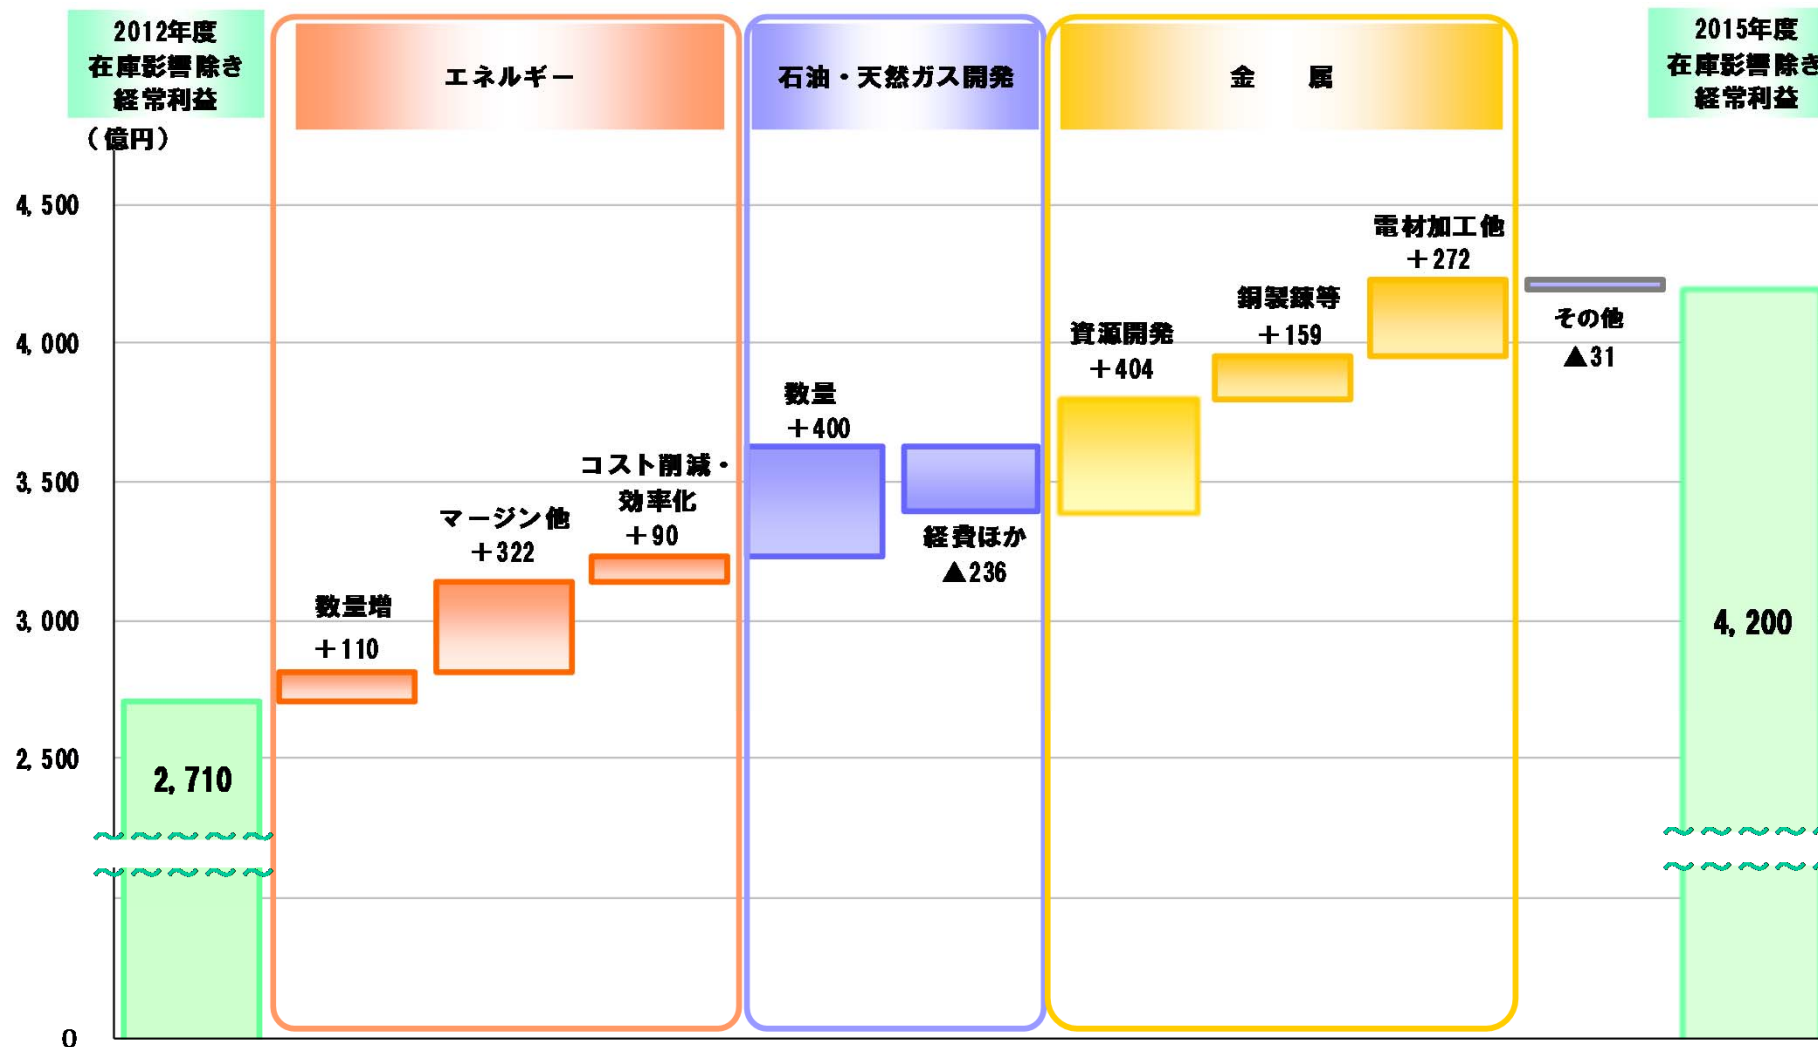 2012年度
在庫影響除き
経常利益
(億円)
エネルギー
石油・天然ガス開発
金 属
2015年度
在庫影響除き
経常利益
4,500
4,000
3,500
3,000
2,500
0
2,710
数量増
+110
マージン他
+322
コスト削減・
効率化
+90
数量
+400
経費ほか
▲236
資源開発
+404
銅製錬等
+159
電材加工他
+272
その他
▲31
4,200